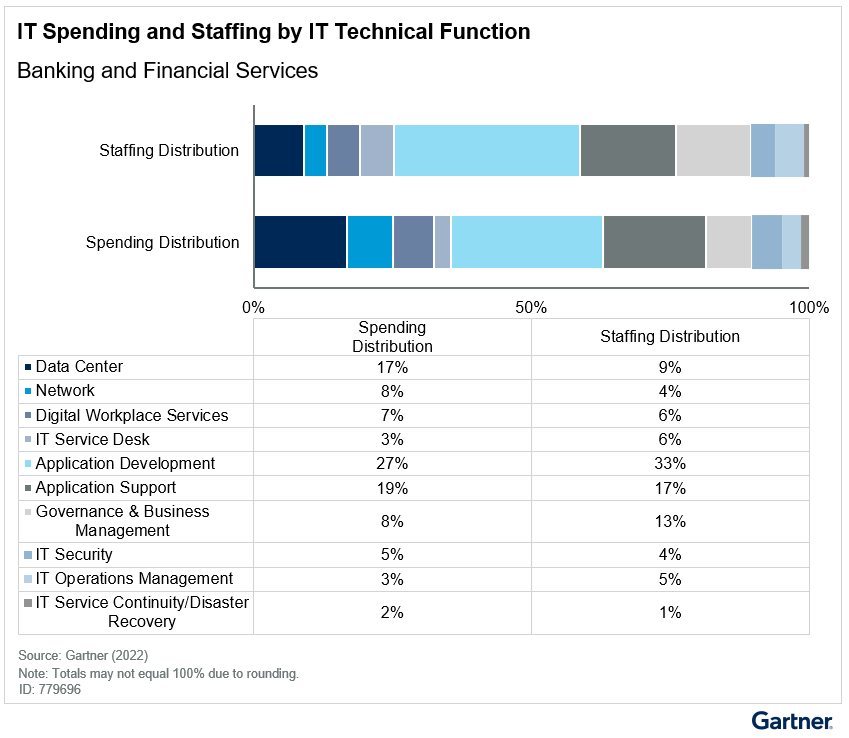 IT Spending and Staffing by IT Technical Function
Banking and Financial Services
Staffing Distribution
Spending Distribution
0% 50% 100%
Spending
Distribution
Staffing Distribution
Data Center 17% 9%
Network 8% 4%
Digital Workplace Services 7% 6%
IT Service Desk 3% 6%
Application Development 27% 33%
Application Support 19% 17%
Governance & Business
Management
8% 13%
IT Security 5% 4%
IT Operations Management 3% 5%
IT Service Continuity/Disaster
Recovery
2% 1%
Source: Gartner (2022)
Note: Totals may not equal 100% due to rounding.
ID: 779696
Gartner